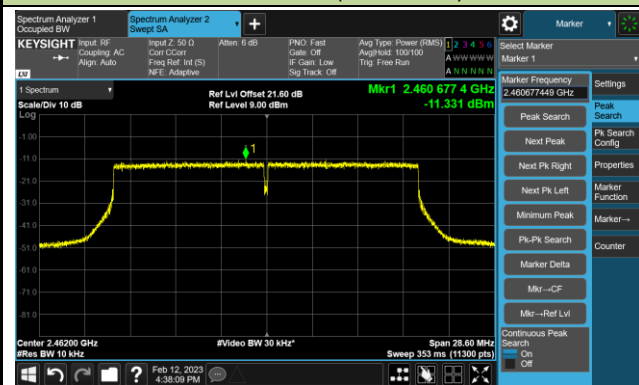 Spectrum Analyzer 1
Occupied BW
Spectrum Analyzer 2
Swept SA
Marker
KEYSIGHT
Input: RF
Coupling: AC
Align: Auto
Input Z: 50 Ω
Corr CCorr
Freq Ref: Int (S)
NFE: Adaptive
Atten: 6 dB
PNO: Fast
Gate: Off
IF Gain: Low
Sig Track: Off
Avg Type: Power (RMS)
Avg|Hold: 100/100
Trig: Free Run
1 2 3 4 5 6
A W W W W W
A N N N N N
LXI
Select Marker
Marker 1
1 Spectrum
Scale/Div 10 dB
Log
Ref Lvl Offset 21.60 dB
Ref Level 9.00 dBm
Mkr1 2.460 677 4 GHz
-11.331 dBm
1
-1.00
-11.0
-21.0
-31.0
-41.0
-51.0
-61.0
-71.0
-81.0
Center 2.46200 GHz
#Res BW 10 kHz
#Video BW 30 kHz*
Span 28.60 MHz
Sweep 353 ms (11300 pts)
Marker Frequency
2.460677449 GHz
Peak Search
Next Peak
Next Pk Right
Next Pk Left
Minimum Peak
Pk-Pk Search
Marker Delta
Mkr→CF
Mkr→Ref Lvl
Continuous Peak
Search
On
Off
Settings
Peak
Search
Pk Search
Config
Properties
Marker
Function
Marker→
Counter
Feb 12, 2023
4:38:09 PM